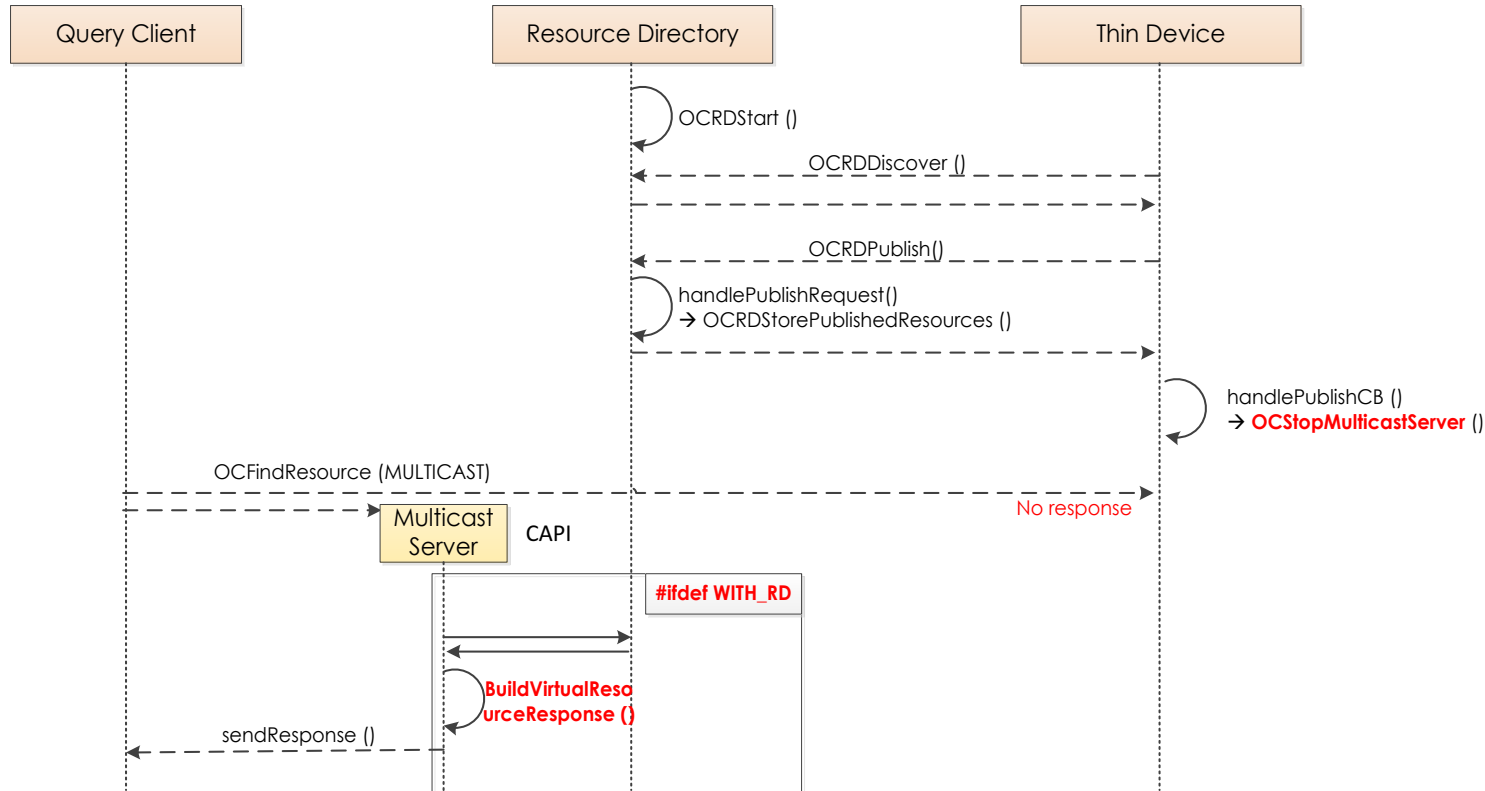 Query Client
Resource Directory
Thin Device
OCRDStart ()
OCRDDiscover ()
OCRDPublish()
handlePublishRequest()
→ OCRDStorePublishedResources ()
handlePublishCB ()
→ OCStopMulticastServer ()
OCFindResource (MULTICAST)
No response
Multicast
Server
CAPI
#ifdef WITH_RD
BuildVirtualReso
urceResponse ()
sendResponse ()